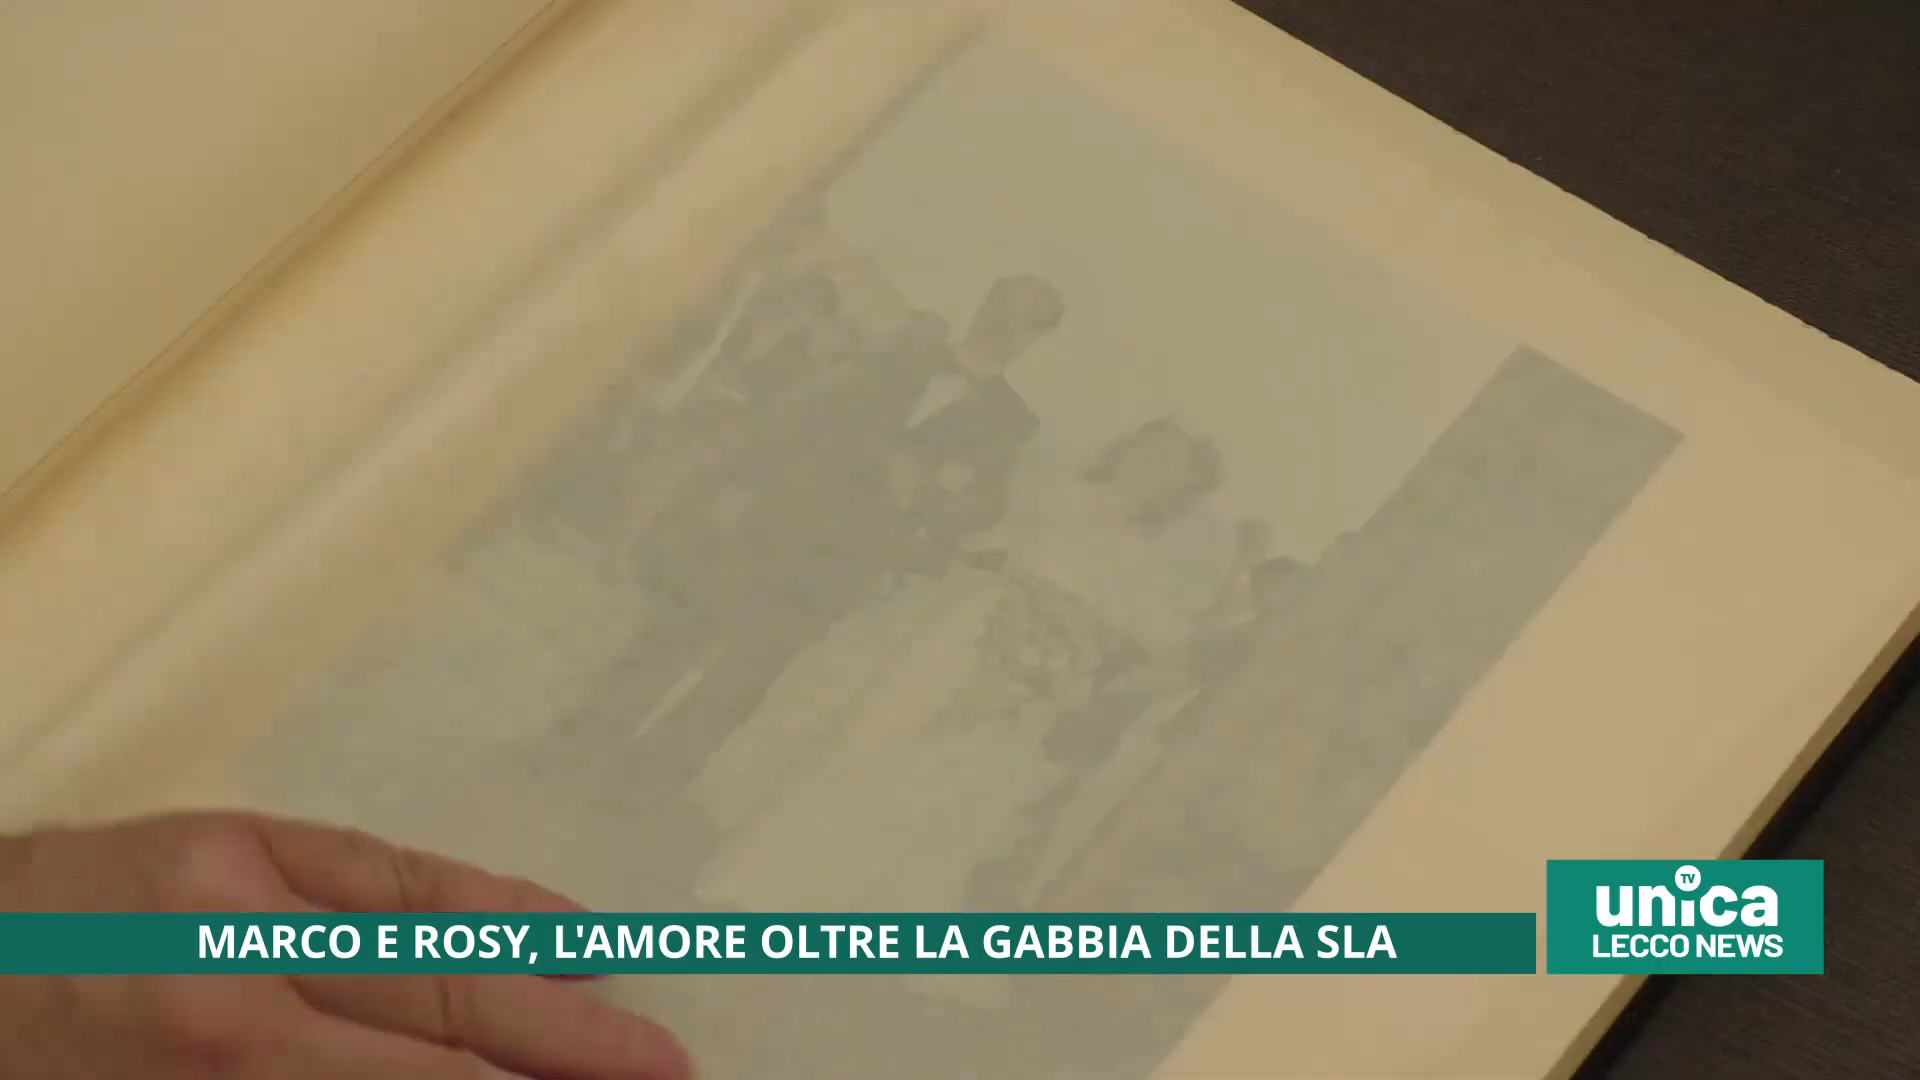 MARCO E ROSY, L'AMORE OLTRE LA GABBIA DELLA SLA
TV
unica
LECCO NEWS